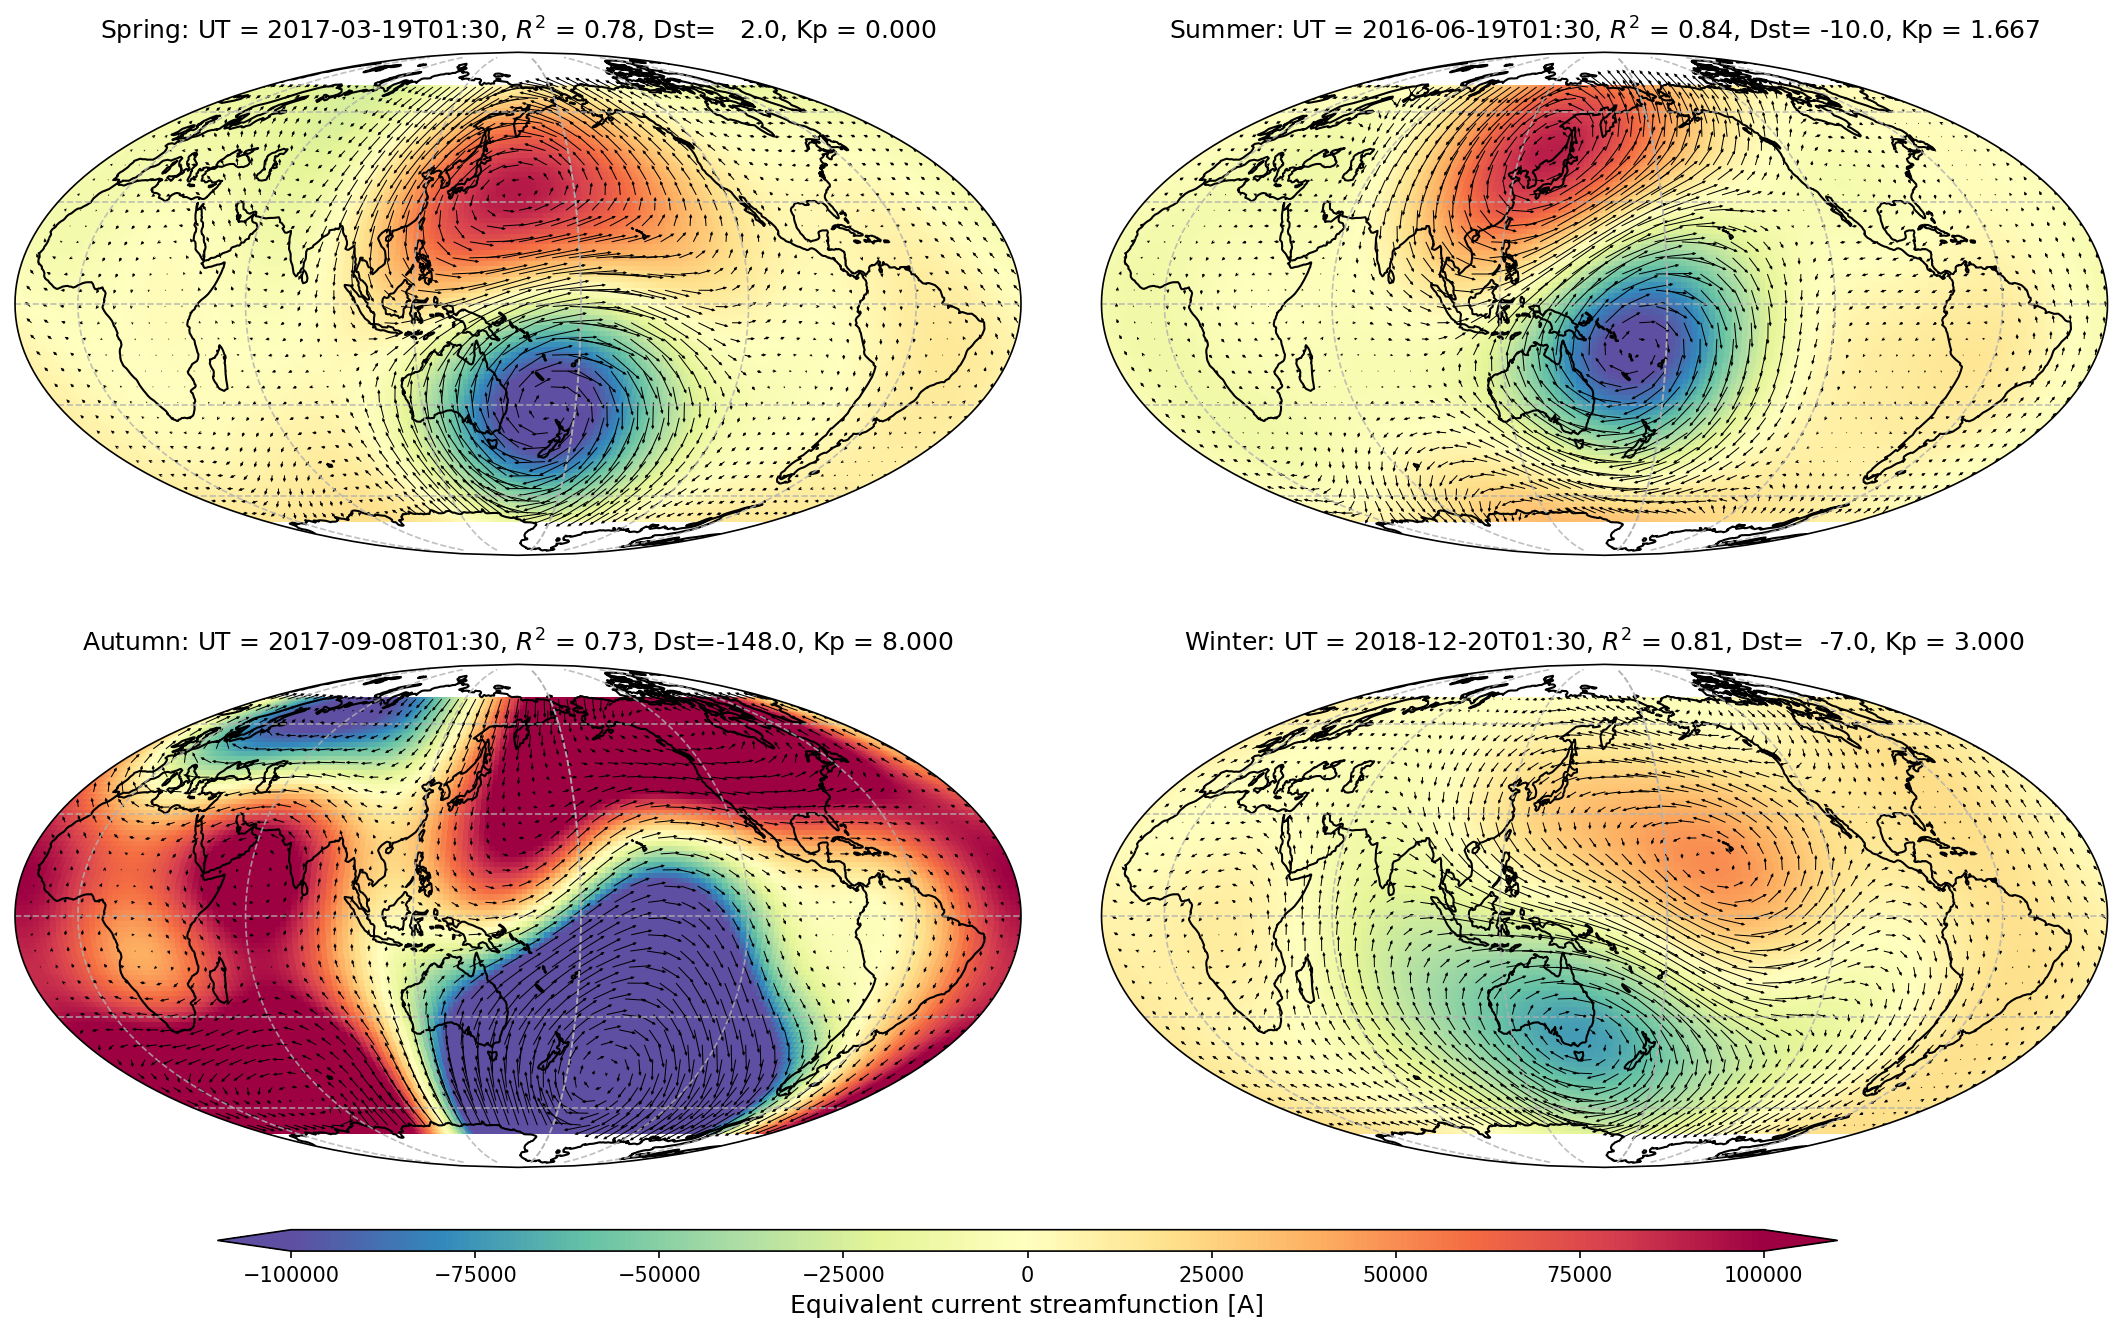 Spring: UT = 2017-03-19T01:30, R² = 0.78, Dst=   2.0, Kp = 0.000
Summer: UT = 2016-06-19T01:30, R² = 0.84, Dst= -10.0, Kp = 1.667
Autumn: UT = 2017-09-08T01:30, R² = 0.73, Dst=-148.0, Kp = 8.000
Winter: UT = 2018-12-20T01:30, R² = 0.81, Dst=  -7.0, Kp = 3.000
−100000 −75000 −50000 −25000 0 25000 50000 75000 100000
Equivalent current streamfunction [A]